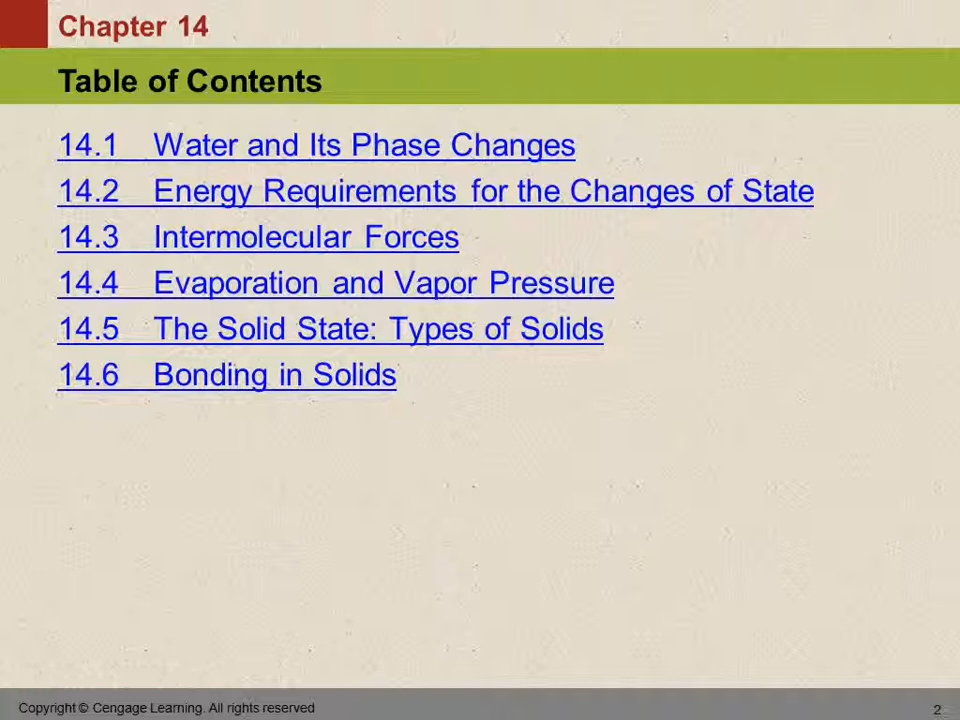 Chapter 14
Table of Contents
14.1 Water and Its Phase Changes
14.2 Energy Requirements for the Changes of State
14.3 Intermolecular Forces
14.4 Evaporation and Vapor Pressure
14.5 The Solid State: Types of Solids
14.6 Bonding in Solids
Copyright © Cengage Learning. All rights reserved
2